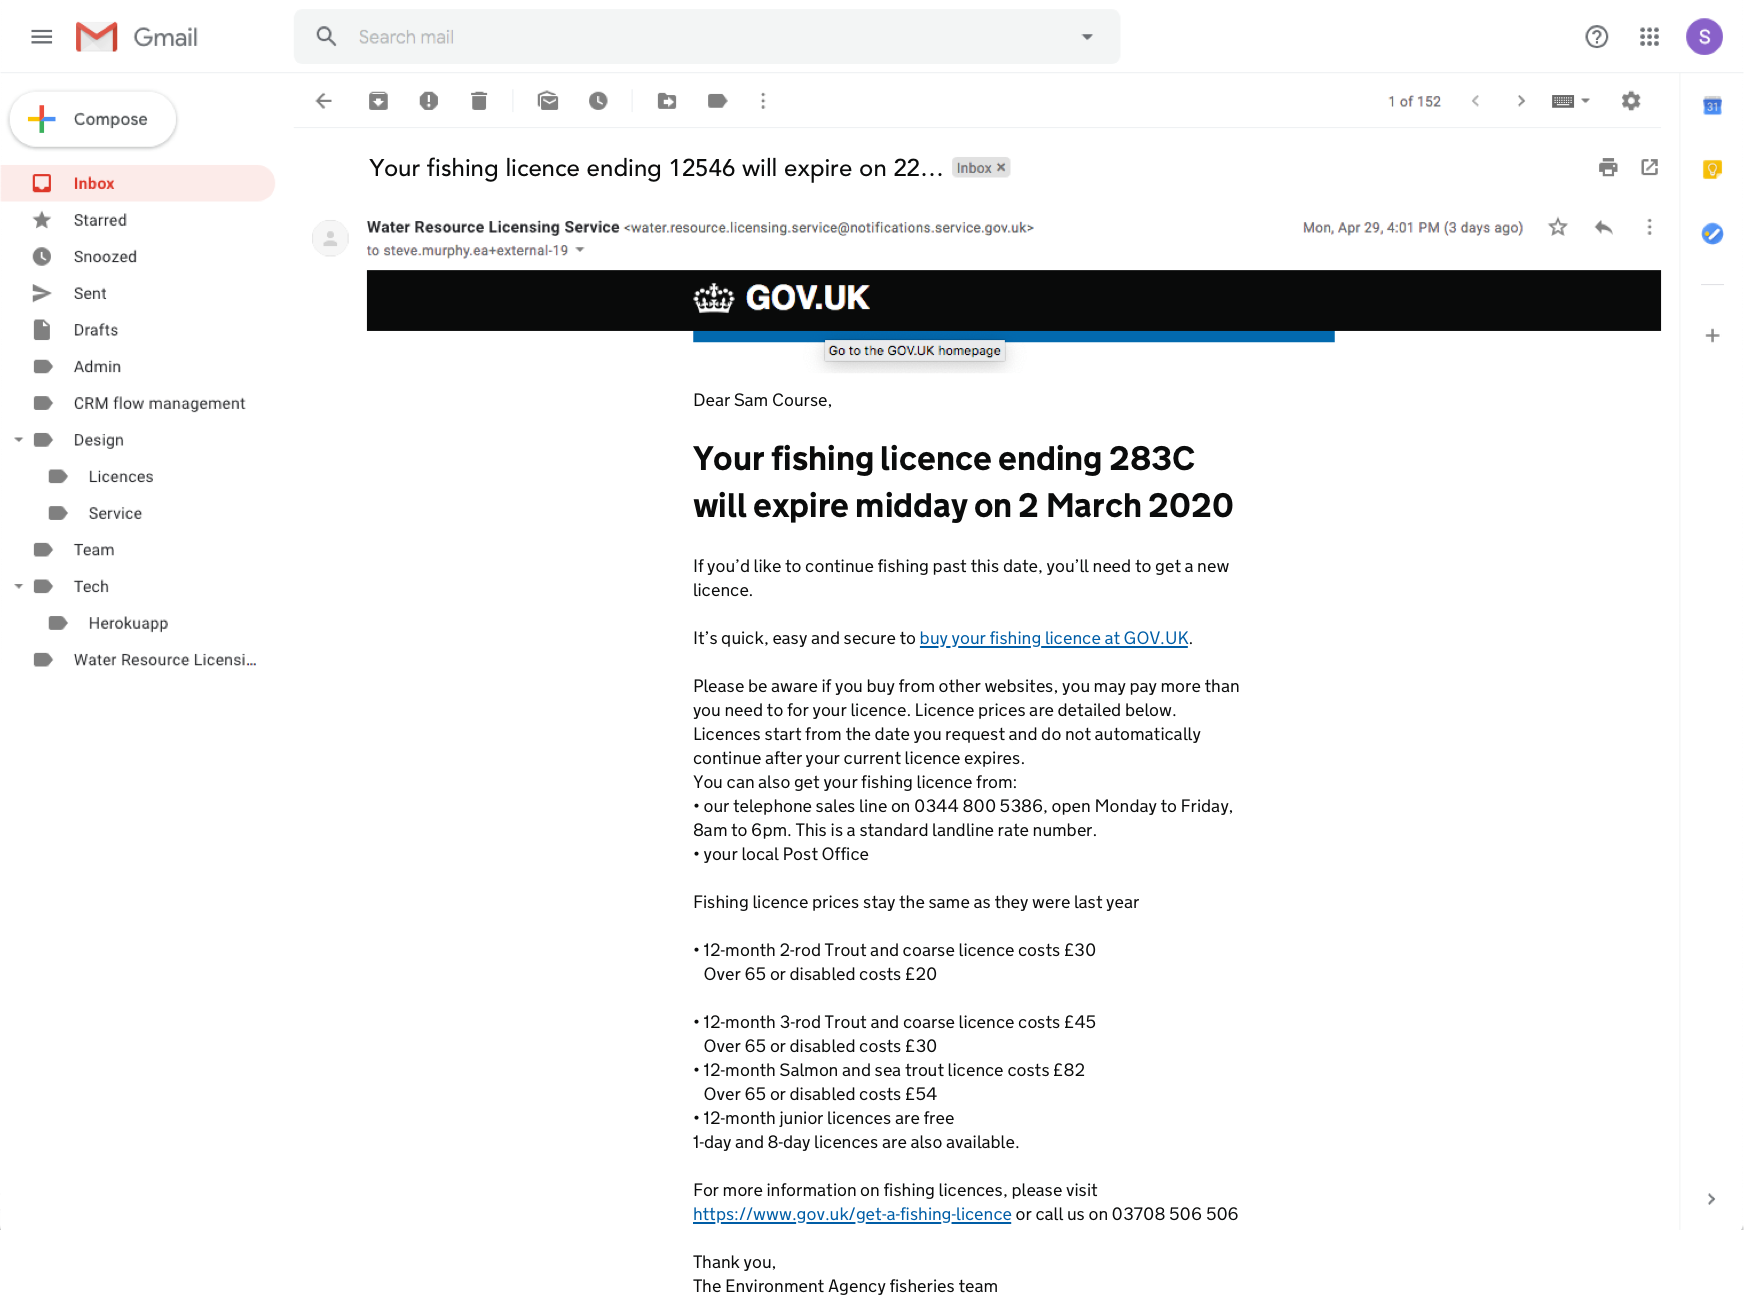 Gmail
Search mail
S
Compose
1 of 152
31
Inbox
Starred
Snoozed
Sent
Drafts
Admin
CRM flow management
Design
Licences
Service
Team
Tech
Herokuapp
Water Resource Licensi...
Your fishing licence ending 12546 will expire on 22... Inbox ×
Water Resource Licensing Service <water.resource.licensing.service@notifications.service.gov.uk> Mon, Apr 29, 4:01 PM (3 days ago)
to steve.murphy.ea+external-19
GOV.UK
Go to the GOV.UK homepage
Dear Sam Course,
Your fishing licence ending 283C
will expire midday on 2 March 2020
If you’d like to continue fishing past this date, you’ll need to get a new
licence.
It’s quick, easy and secure to buy your fishing licence at GOV.UK.
Please be aware if you buy from other websites, you may pay more than
you need to for your licence. Licence prices are detailed below.
Licences start from the date you request and do not automatically
continue after your current licence expires.
You can also get your fishing licence from:
• our telephone sales line on 0344 800 5386, open Monday to Friday,
8am to 6pm. This is a standard landline rate number.
• your local Post Office
Fishing licence prices stay the same as they were last year
• 12-month 2-rod Trout and coarse licence costs £30
Over 65 or disabled costs £20
• 12-month 3-rod Trout and coarse licence costs £45
Over 65 or disabled costs £30
• 12-month Salmon and sea trout licence costs £82
Over 65 or disabled costs £54
• 12-month junior licences are free
1-day and 8-day licences are also available.
For more information on fishing licences, please visit
https://www.gov.uk/get-a-fishing-licence or call us on 03708 506 506
Thank you,
The Environment Agency fisheries team